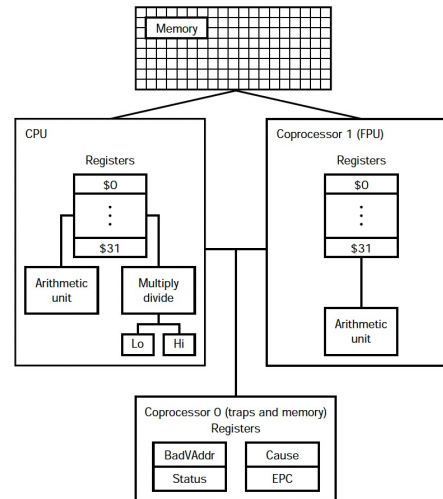 Memory
CPU
Registers
$0
$31
Arithmetic
unit
Multiply
divide
Lo
Hi
Coprocessor 1 (FPU)
Registers
$0
$31
Arithmetic
unit
Coprocessor 0 (traps and memory)
Registers
BadVAddr
Cause
Status
EPC